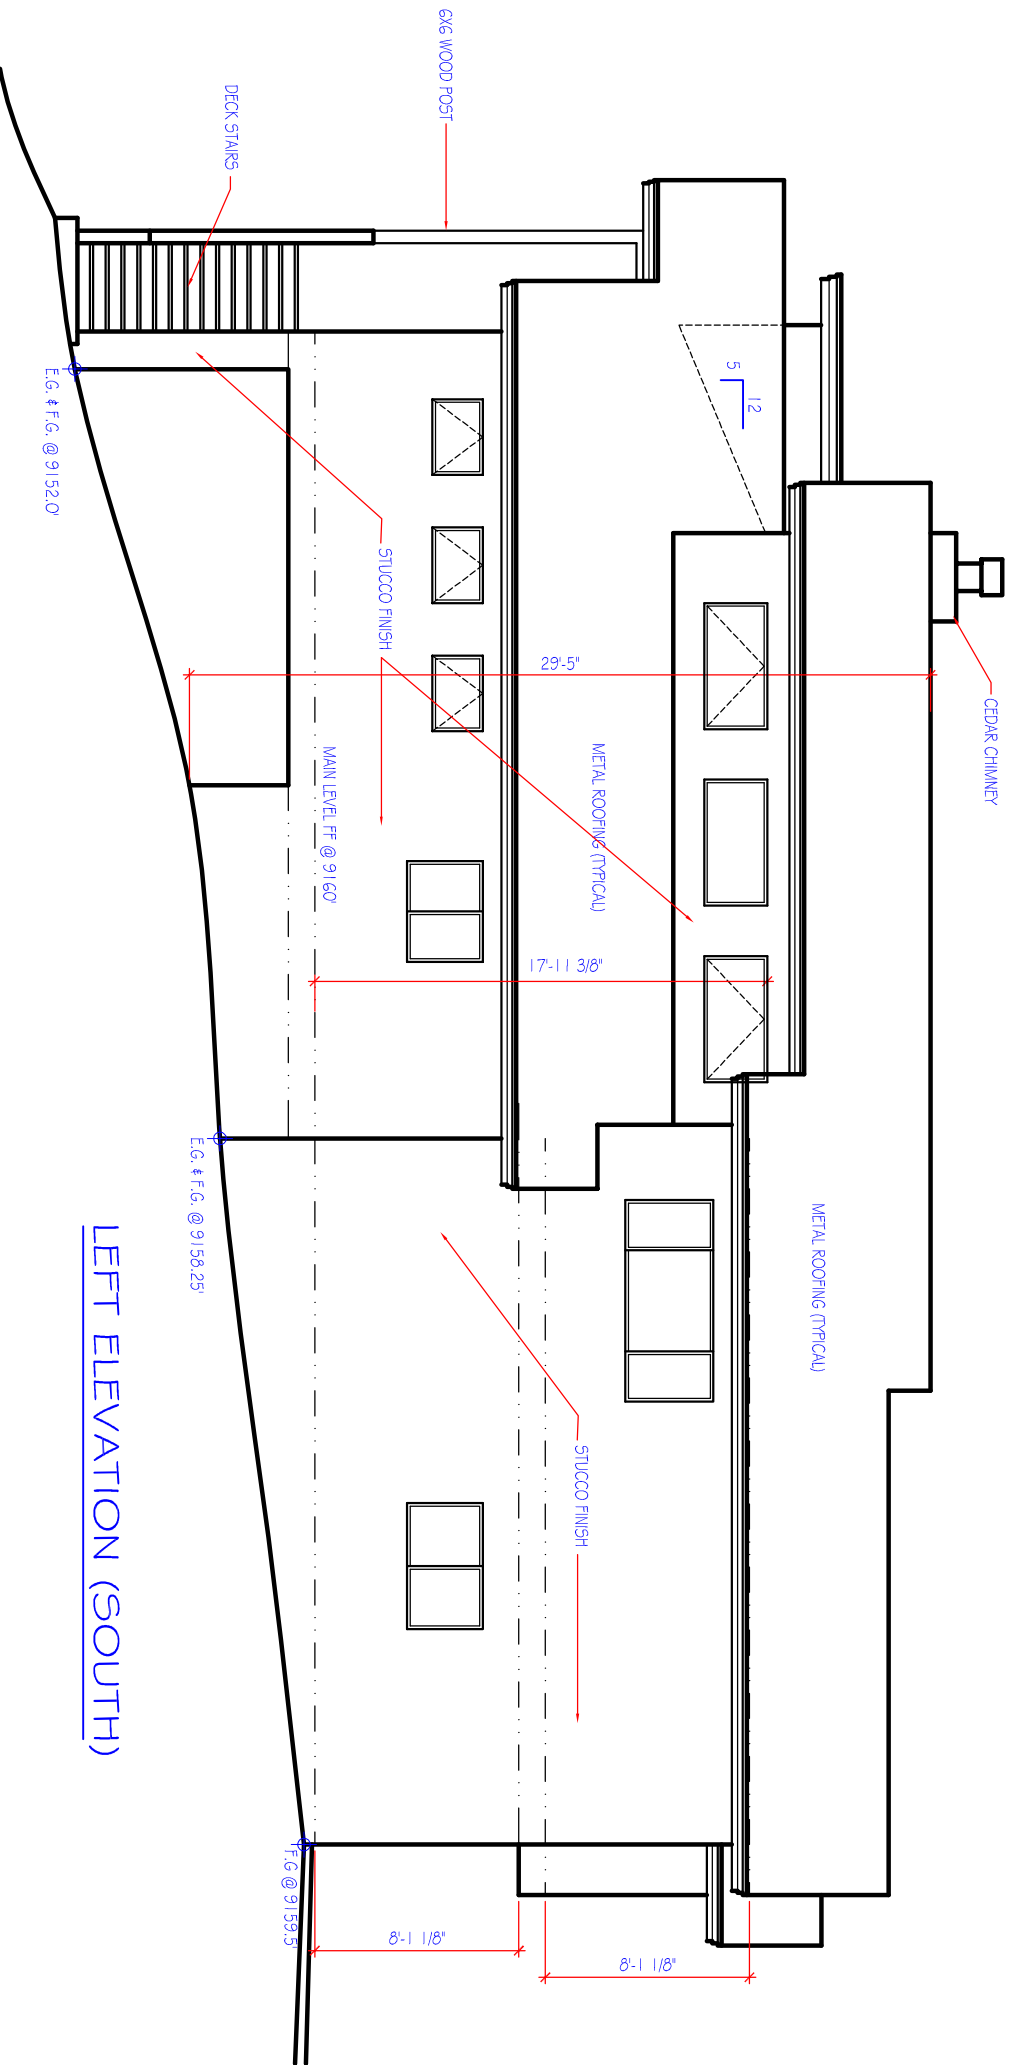 CEDAR CHIMNEY
12
5
METAL ROOFING (TYPICAL)
29'-5"
METAL ROOFING (TYPICAL)
17'-11 3/8"
8'-1 1/8"
6X6 WOOD POST
STUCCO FINISH
STUCCO FINISH
8'-1 1/8"
MAIN LEVEL FF @ 9160'
DECK STAIRS
F.G @ 9159.5'
E.G. & F.G. @ 9158.25'
E.G. & F.G. @ 9152.0'
LEFT ELEVATION (SOUTH)